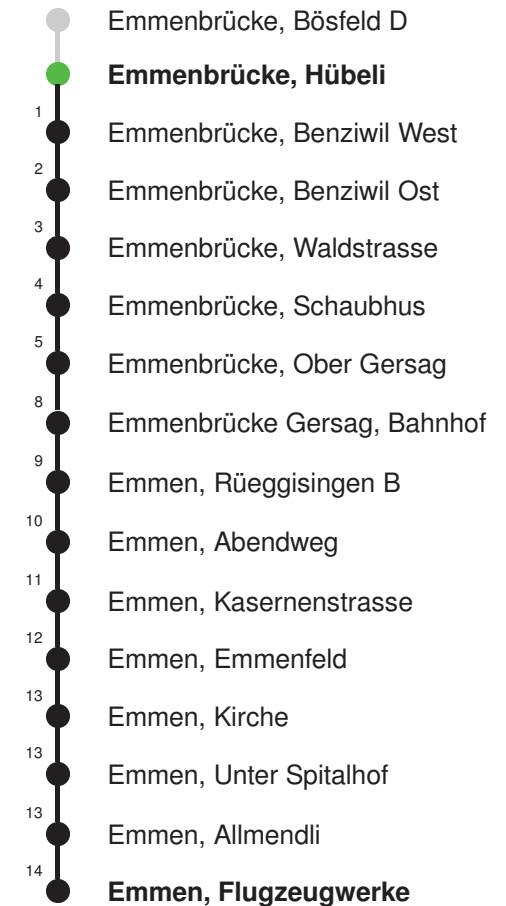 Emmenbrücke, Bösfeld D
Emmenbrücke, Hübeli
1 Emmenbrücke, Benziwil West
2 Emmenbrücke, Benziwil Ost
3 Emmenbrücke, Waldstrasse
4 Emmenbrücke, Schaubhus
5 Emmenbrücke, Ober Gersag
8 Emmenbrücke Gersag, Bahnhof
9 Emmen, Rüeggisingen B
10 Emmen, Abendweg
11 Emmen, Kasernenstrasse
12 Emmen, Emmenfeld
13 Emmen, Kirche
13 Emmen, Unter Spitalhof
13 Emmen, Allmendli
14 Emmen, Flugzeugwerke